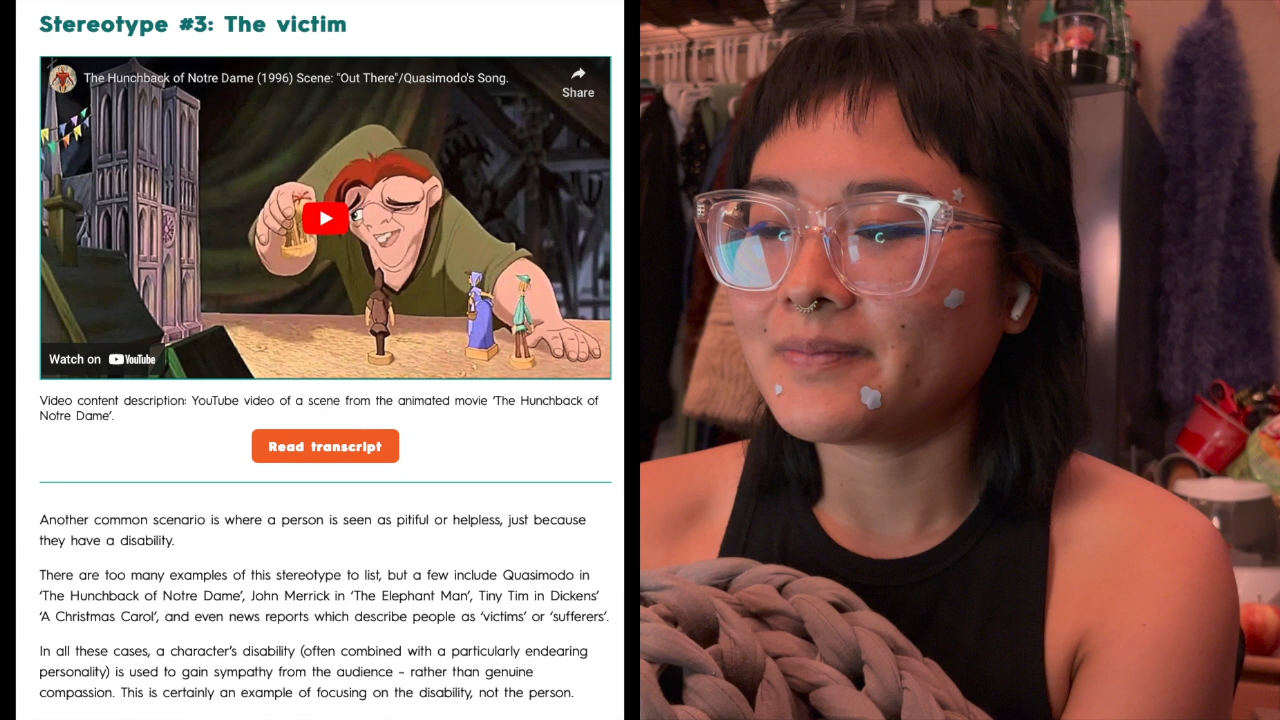 Stereotype #3: The victim
The Hunchback of Notre Dame (1996) Scene: "Out There"/Quasimodo's Song.
Share
Watch on YouTube
Video content description: YouTube video of a scene from the animated movie ‘The Hunchback of
Notre Dame’.
Read transcript
Another common scenario is where a person is seen as pitiful or helpless, just because
they have a disability.
There are too many examples of this stereotype to list, but a few include Quasimodo in
‘The Hunchback of Notre Dame’, John Merrick in ‘The Elephant Man’, Tiny Tim in Dickens’
‘A Christmas Carol’, and even news reports which describe people as ‘victims’ or ‘sufferers’.
In all these cases, a character’s disability (often combined with a particularly endearing
personality) is used to gain sympathy from the audience – rather than genuine
compassion. This is certainly an example of focusing on the disability, not the person.